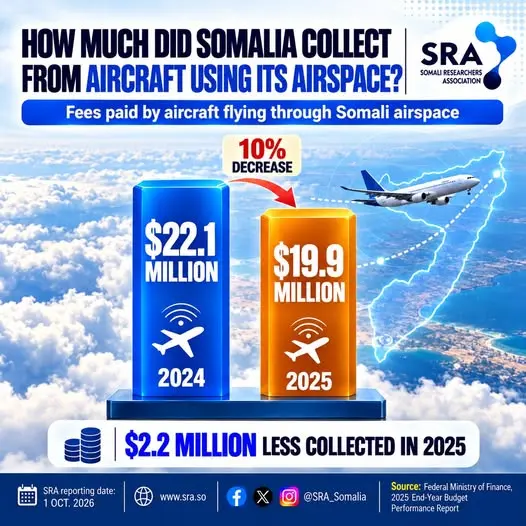 HOW MUCH DID SOMALIA COLLECT
FROM AIRCRAFT USING ITS AIRSPACE?
SRA
SOMALI RESEARCHERS
ASSOCIATION
Fees paid by aircraft flying through Somali airspace
10%
DECREASE
$22.1
MILLION
2024
$19.9
MILLION
2025
$2.2 MILLION LESS COLLECTED IN 2025
SRA reporting date:
1 OCT. 2026
www.sra.so
@SRA_Somalia
Source: Federal Ministry of Finance,
2025 End-Year Budget
Performance Report